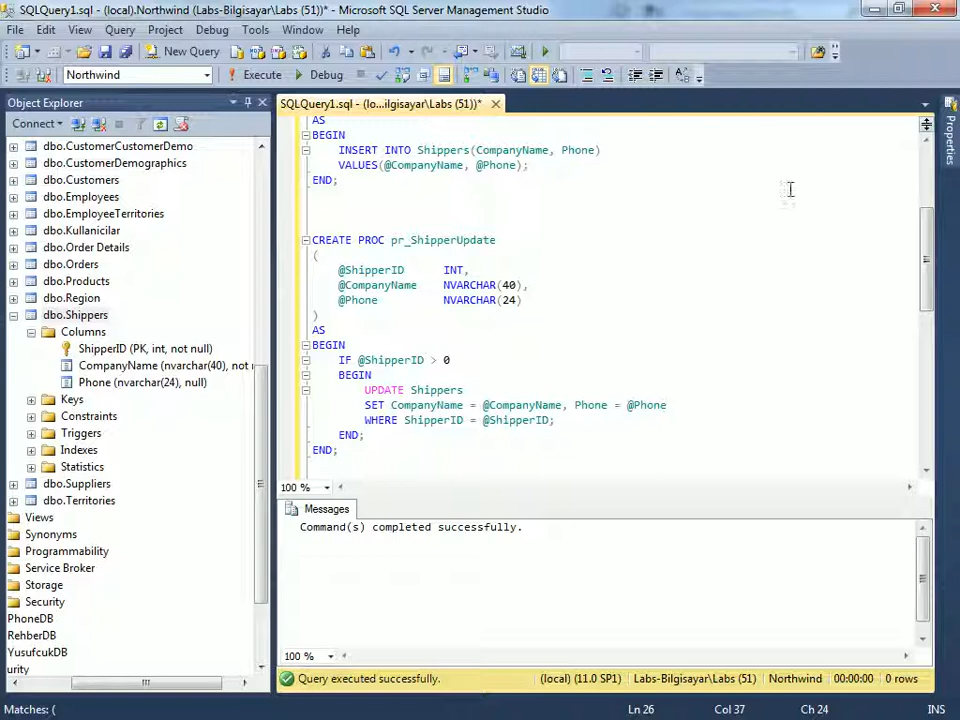 SQLQuery1.sql - (local).Northwind (Labs-Bilgisayar\Labs (51))* - Microsoft SQL Server Management Studio
File Edit View Query Project Debug Tools Window Help
New Query
Northwind Execute Debug
Object Explorer
SQLQuery1.sql - (lo...ilgisayar\Labs (51))*
Connect
dbo.CustomerCustomerDemo
dbo.CustomerDemographics
dbo.Customers
dbo.Employees
dbo.EmployeeTerritories
dbo.Kullanicilar
dbo.Order Details
dbo.Orders
dbo.Products
dbo.Region
dbo.Shippers
Columns
ShipperID (PK, int, not null)
CompanyName (nvarchar(40), not
Phone (nvarchar(24), null)
Keys
Constraints
Triggers
Indexes
Statistics
dbo.Suppliers
dbo.Territories
Views
Synonyms
Programmability
Service Broker
Storage
Security
PhoneDB
RehberDB
YusufcukDB
urity
AS
BEGIN
INSERT INTO Shippers(CompanyName, Phone)
VALUES(@CompanyName, @Phone);
END;
CREATE PROC pr_ShipperUpdate
(
@ShipperID INT,
@CompanyName NVARCHAR(40),
@Phone NVARCHAR(24)
)
AS
BEGIN
IF @ShipperID > 0
BEGIN
UPDATE Shippers
SET CompanyName = @CompanyName, Phone = @Phone
WHERE ShipperID = @ShipperID;
END;
END;
100 %
Messages
Command(s) completed successfully.
100 %
Query executed successfully. (local) (11.0 SP1) Labs-Bilgisayar\Labs (51) Northwind 00:00:00 0 rows
Properties
Matches: ( Ln 26 Col 37 Ch 24 INS